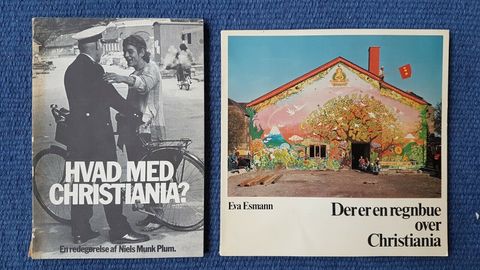 HVAD MED
CHRISTIANIA?
En redegørelse af Niels Munk Plum.
Eva Esmann
Der er en regnbue
over
Christiania